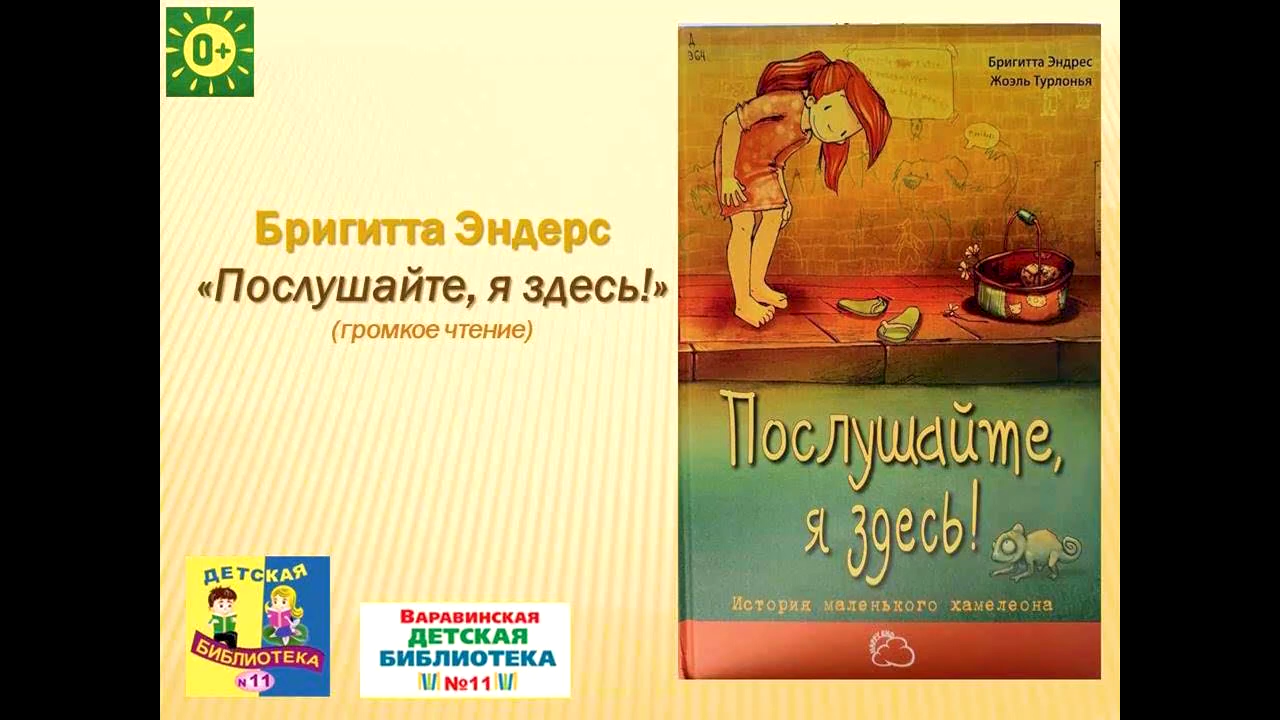 0+
Бригитта Эндерс
«Послушайте, я здесь!»
(громкое чтение)
Д
Э64
Бригитта Эндрес
Жоэль Турлонья
Послушайте,
я здесь!
История маленького хамелеона
ДЕТСКАЯ
БИБЛИОТЕКА
№11
ВАРАВИНСКАЯ
ДЕТСКАЯ
БИБЛИОТЕКА
№11